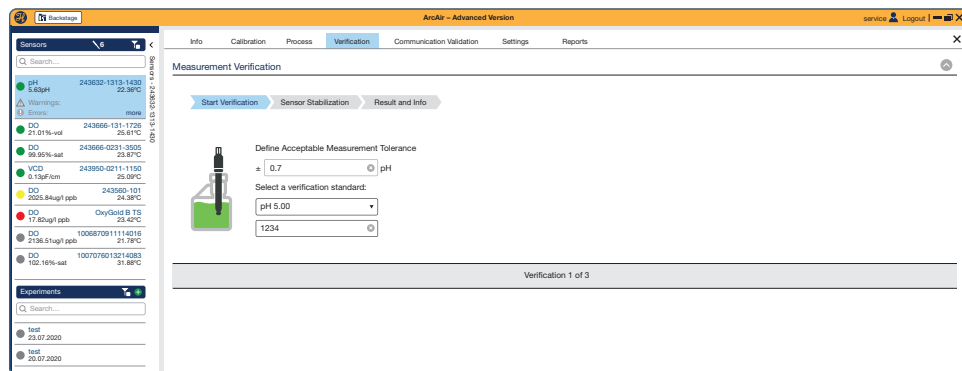 Backstage
ArcAir – Advanced Version
service Logout
Sensors 6
Search...
pH 243632-1313-1430
5.63pH 22.36°C
Warnings:
Errors: more
DO 243666-131-1726
21.01%-vol 25.61°C
DO 243666-0231-3505
99.95%-sat 23.87°C
VCD 243950-0211-1150
0.13pF/cm 25.09°C
DO 243560-101
2025.84ug/l ppb 24.38°C
DO OxyGold B TS
17.82ug/l ppb 23.42°C
DO 1006870911114016
2136.51ug/l ppb 21.78°C
DO 1007076013214083
102.16%-sat 31.88°C
Experiments
Search...
test
23.07.2020
test
20.07.2020
Sensors - 243632-1313-1430
Info Calibration Process Verification Communication Validation Settings Reports
Measurement Verification
Start Verification Sensor Stabilization Result and Info
Define Acceptable Measurement Tolerance
± 0.7 pH
Select a verification standard:
pH 5.00
1234
Verification 1 of 3